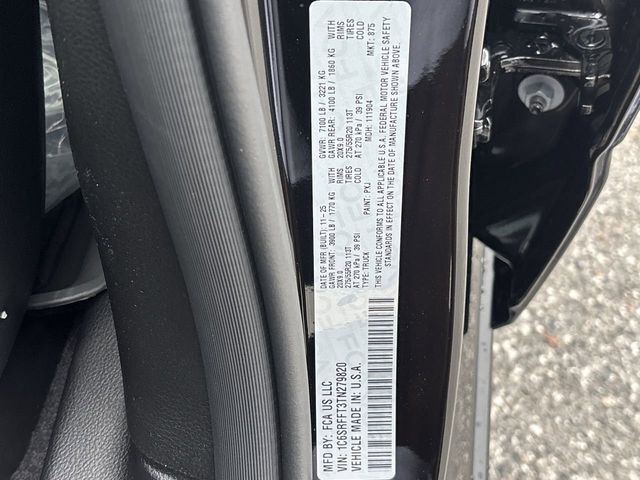 MFD BY: FCA US LLC
DATE OF MFR (BUILT): 11-25
GVWR: 7100 LB / 3221 KG
GAWR FRONT: 3900 LB / 1770 KG WITH
20X9.0 RIMS
275/55R20 113T TIRES
AT 270 kPa / 39 PSI COLD
GAWR REAR: 4100 LB / 1860 KG WITH
20X9.0 RIMS
275/55R20 113T TIRES
AT 270 kPa / 39 PSI COLD
THIS VEHICLE CONFORMS TO ALL APPLICABLE U.S.A. FEDERAL MOTOR VEHICLE SAFETY
STANDARDS IN EFFECT ON THE DATE OF MANUFACTURE SHOWN ABOVE.
VIN: 1C6SRFFT3TN279820
TYPE: TRUCK
PAINT: PXJ
MDH: 111904
MKT: 875
VEHICLE MADE IN: U.S.A.